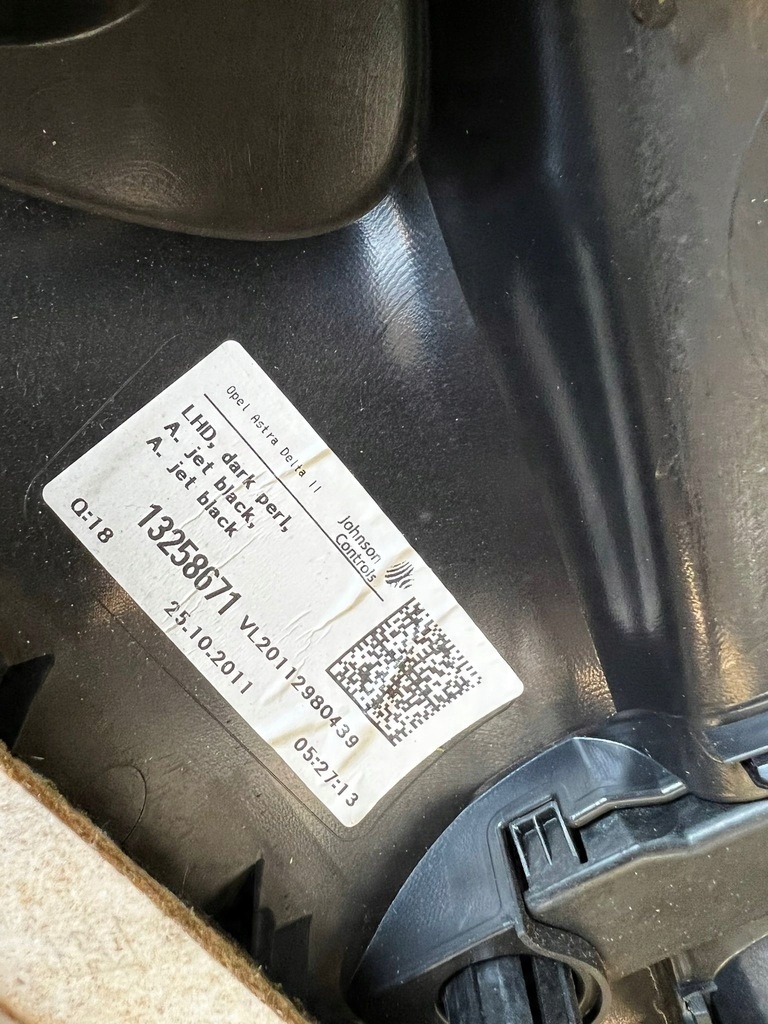 Opel Astra Delta II
Johnson
Controls
LHD, dark perl,
A. jet black,
A. jet black
13258671 VL20112980439
Q:18 25.10.2011 05:27:13